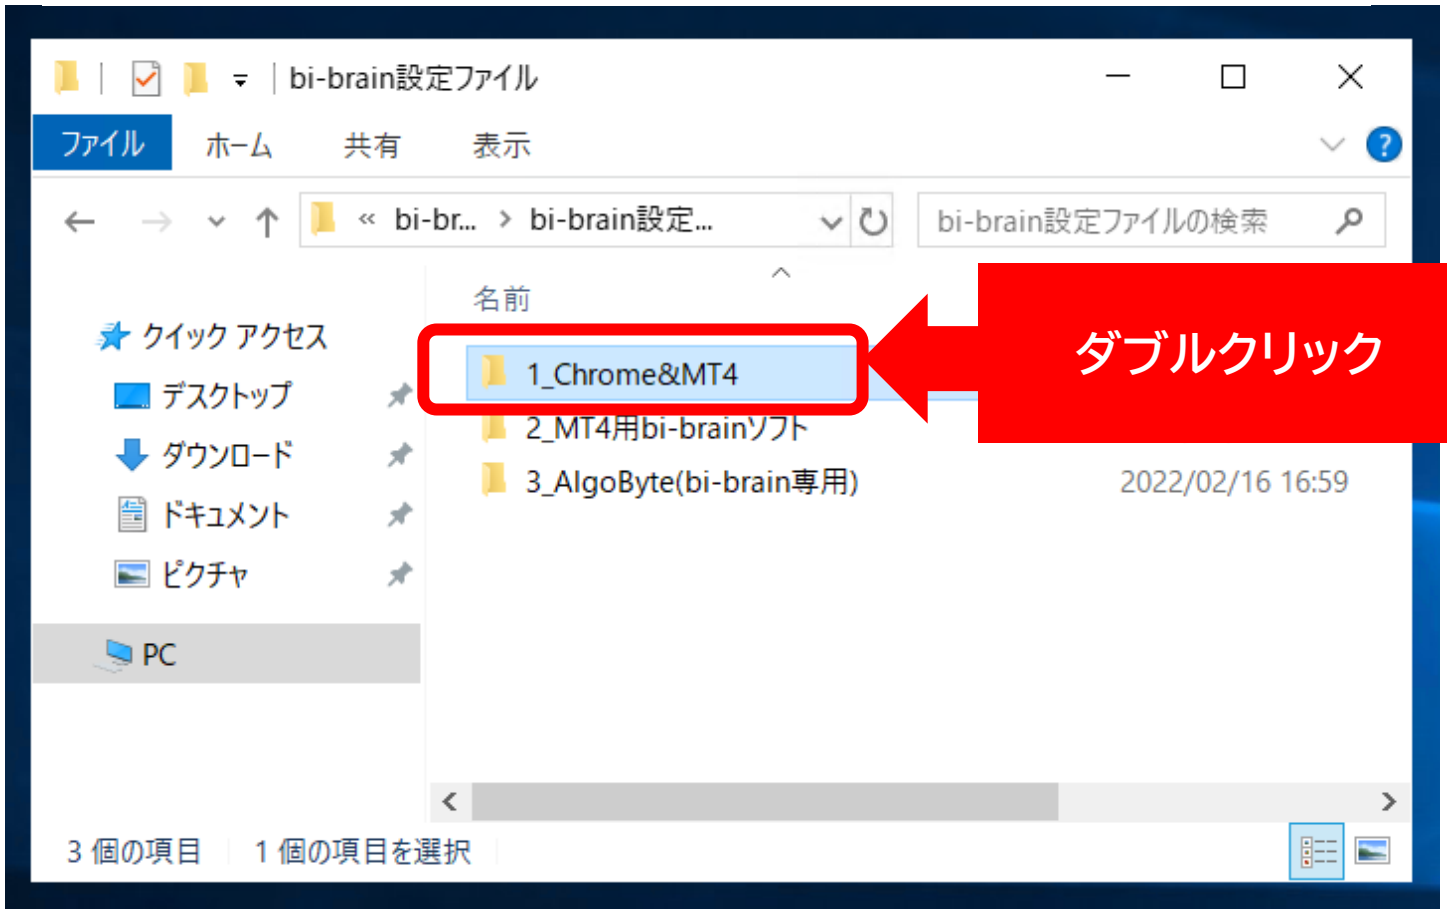 bi-brain設定ファイル
ファイル ホーム 共有 表示
« bi-br... > bi-brain設定... bi-brain設定ファイルの検索
名前
クイック アクセス
デスクトップ
ダウンロード
ドキュメント
ピクチャ
PC
1_Chrome&MT4
ダブルクリック
2_MT4用bi-brainソフト
3_AlgoByte(bi-brain専用) 2022/02/16 16:59
3 個の項目 1 個の項目を選択